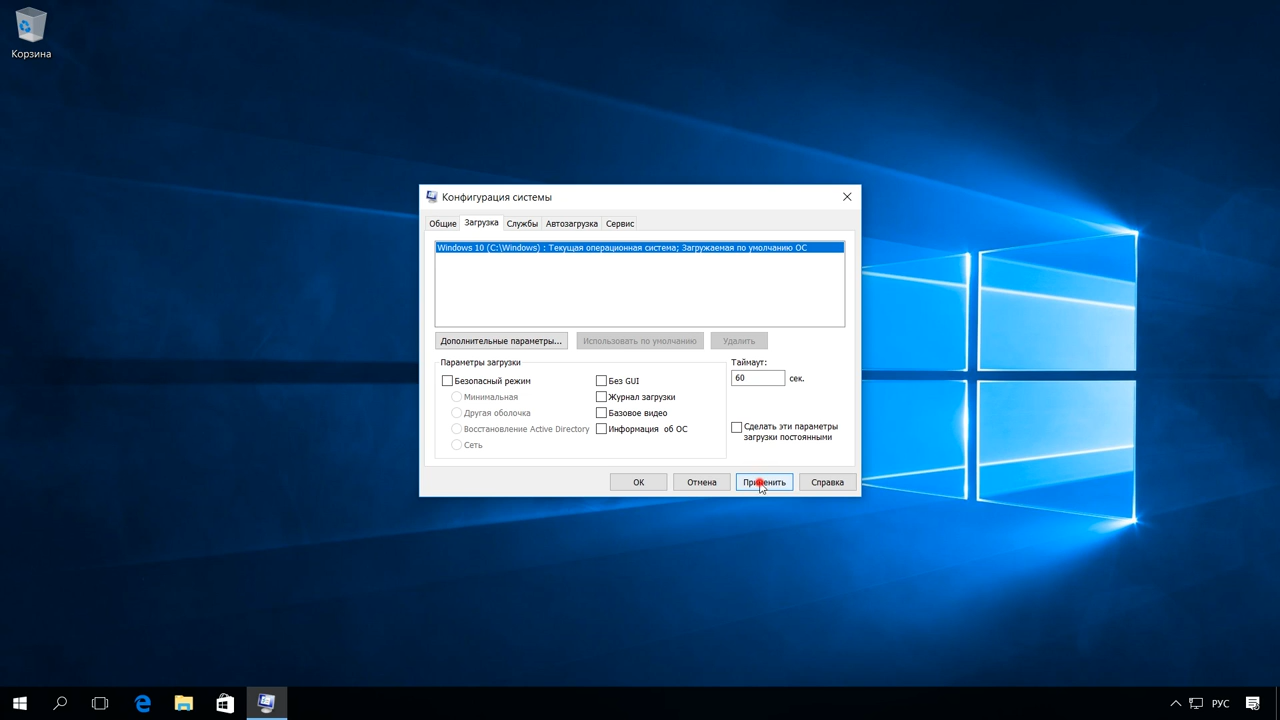 Корзина
Конфигурация системы
Общие
Загрузка
Службы
Автозагрузка
Сервис
Windows 10 (C:\Windows) : Текущая операционная система; Загружаемая по умолчанию ОС
Дополнительные параметры...
Использовать по умолчанию
Удалить
Параметры загрузки
Таймаут:
60 сек.
Безопасный режим
Без GUI
Минимальная
Журнал загрузки
Другая оболочка
Базовое видео
Восстановление Active Directory
Информация об ОС
Сеть
Сделать эти параметры
загрузки постоянными
ОК
Отмена
Применить
Справка
РУС